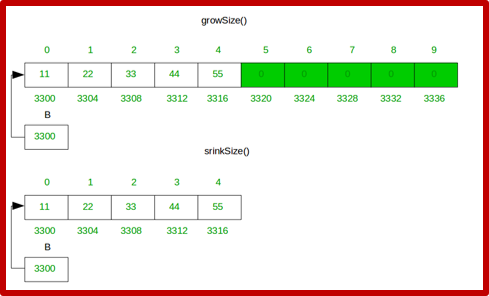 growSize()
0 1 2 3 4 5 6 7 8 9
11 22 33 44 55 0 0 0 0 0
3300 3304 3308 3312 3316 3320 3324 3328 3332 3336
B
3300
srinkSize()
0 1 2 3 4
11 22 33 44 55
3300 3304 3308 3312 3316
B
3300